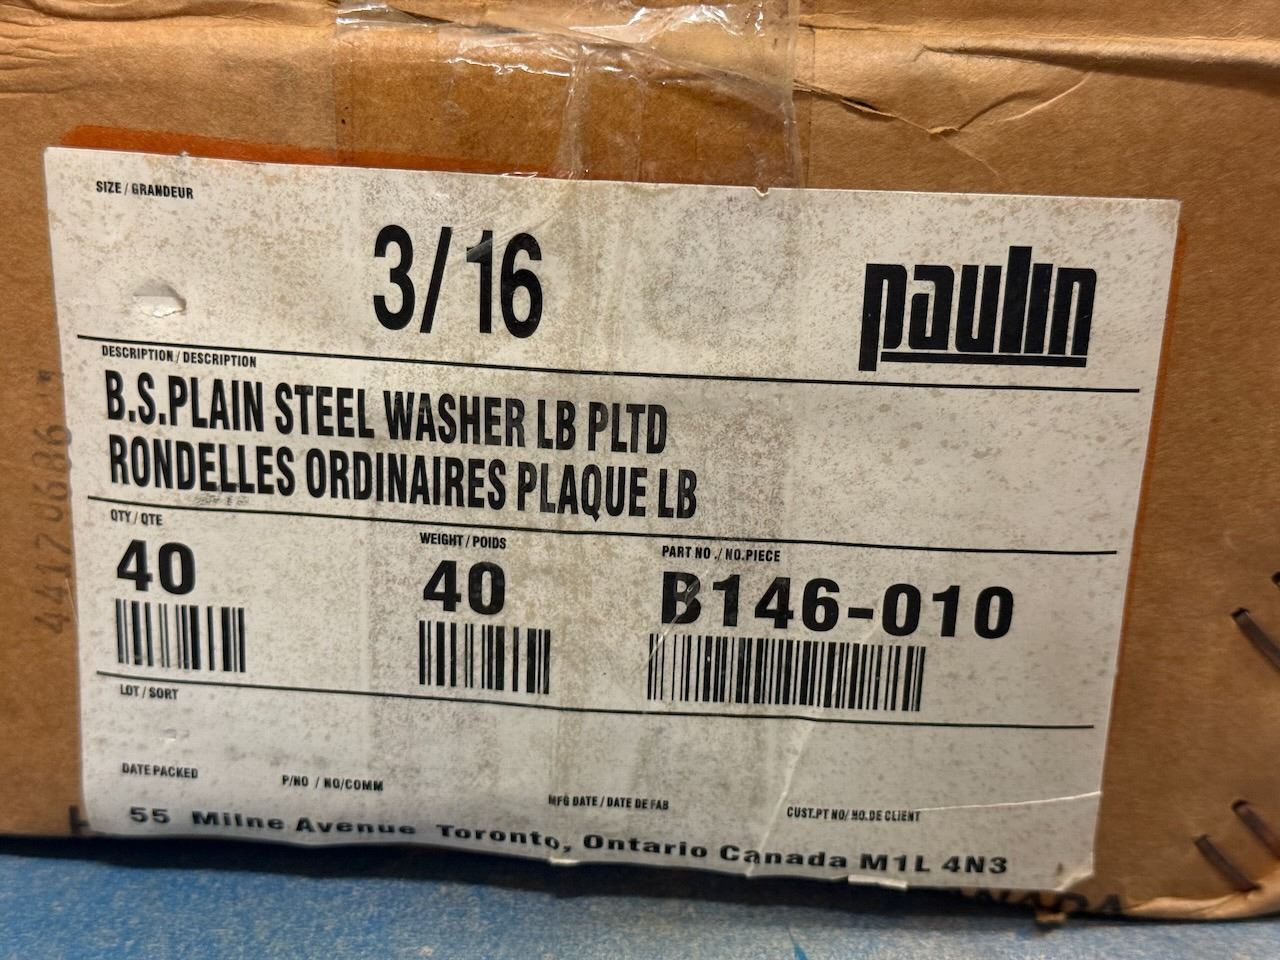 SIZE / GRANDEUR
3/16
paulin
DESCRIPTION / DESCRIPTION
B.S.PLAIN STEEL WASHER LB PLTD
RONDELLES ORDINAIRES PLAQUE LB
QTY / QTE
WEIGHT / POIDS
PART NO. / NO.PIECE
40
40
B146-010
LOT / SORT
DATE PACKED
P/NO / NO/COMM
MFG DATE / DATE DE FAB
CUST.PT NO/ NO.DE CLIENT
55 Milne Avenue Toronto, Ontario Canada M1L 4N3